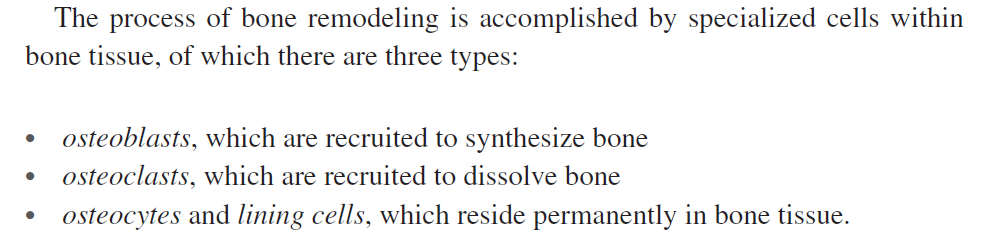 The process of bone remodeling is accomplished by specialized cells within
bone tissue, of which there are three types:
• osteoblasts, which are recruited to synthesize bone
• osteoclasts, which are recruited to dissolve bone
• osteocytes and lining cells, which reside permanently in bone tissue.